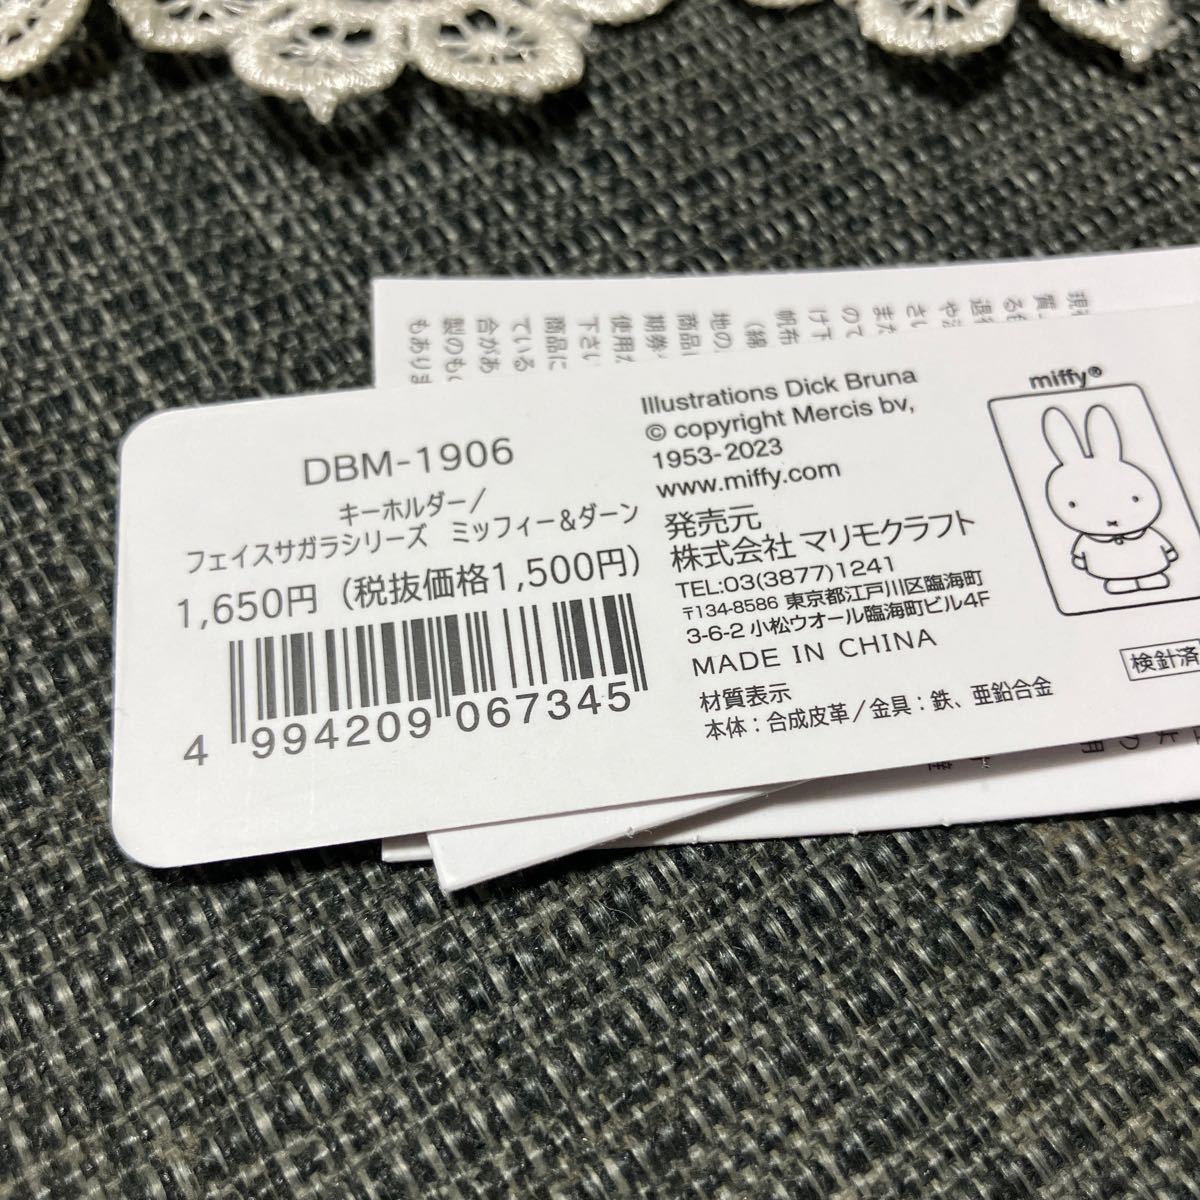 DBM-1906
キーホルダー/
フェイスサガラシリーズ ミッフィー&ダーン
1,650円（税抜価格1,500円）
4 994209 067345
Illustrations Dick Bruna
© copyright Mercis bv,
1953-2023
www.miffy.com
発売元
株式会社 マリモクラフト
TEL:03(3877)1241
〒134-8586 東京都江戸川区臨海町
3-6-2 小松ウオール臨海町ビル4F
MADE IN CHINA
材質表示
本体：合成皮革/金具：鉄、亜鉛合金
miffy®
検針済